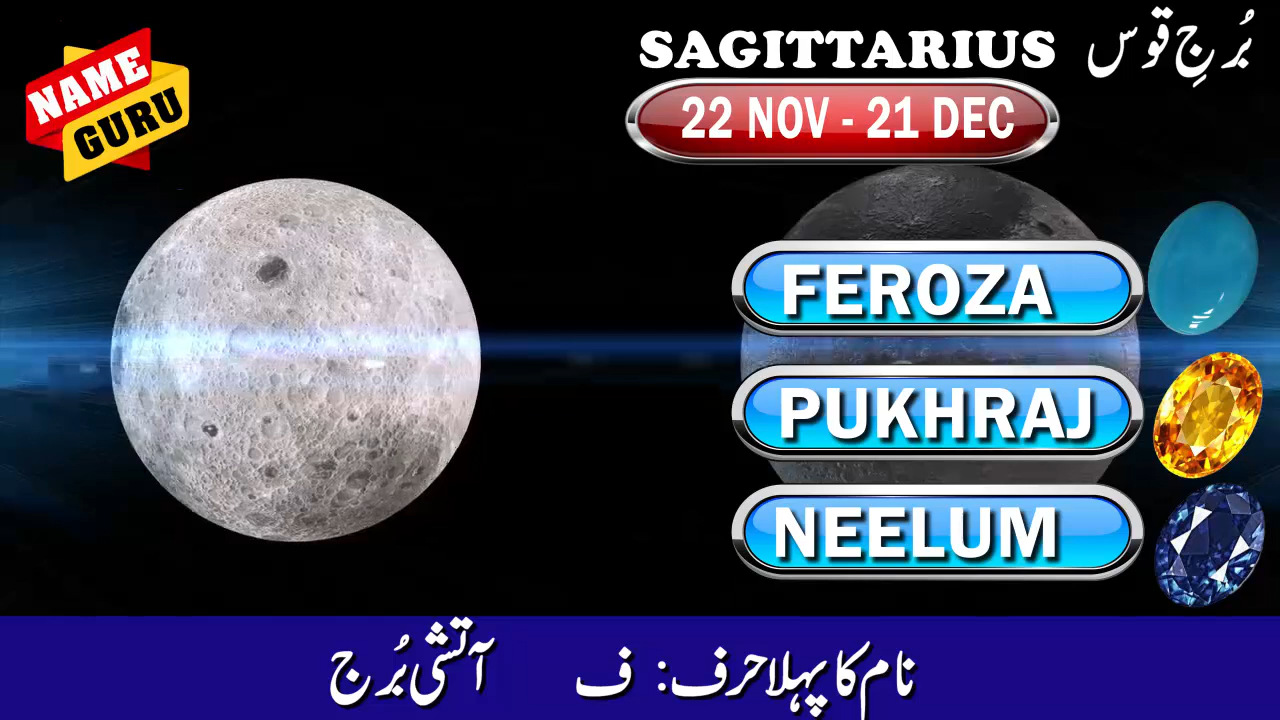 NAME
GURU
SAGITTARIUS بُرجِ قوس
22 NOV - 21 DEC
FEROZA
PUKHRAJ
NEELUM
نام کا پہلا حرف: ف آتشی بُرج